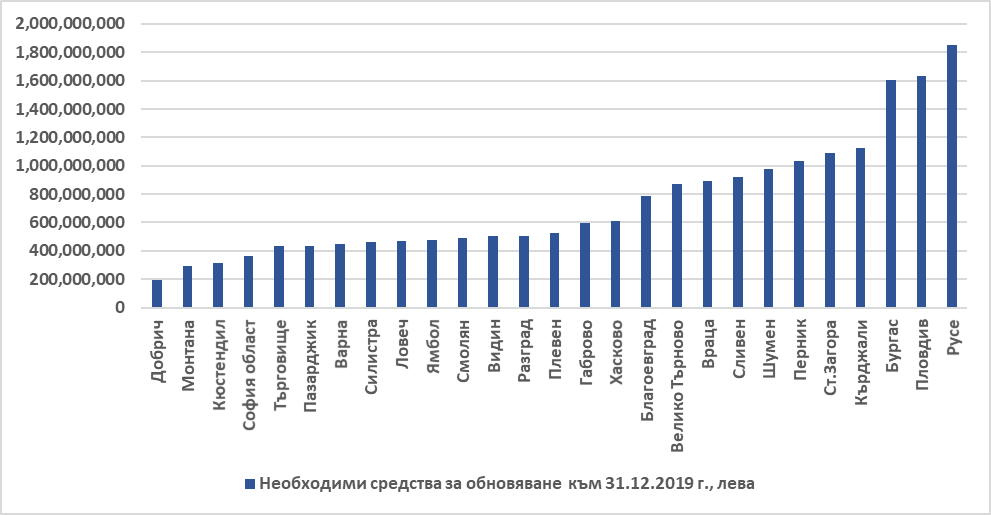 2,000,000,000
1,800,000,000
1,600,000,000
1,400,000,000
1,200,000,000
1,000,000,000
800,000,000
600,000,000
400,000,000
200,000,000
0
Добрич
Монтана
Кюстендил
София област
Търговище
Пазарджик
Варна
Силистра
Ловеч
Ямбол
Смолян
Видин
Разград
Плевен
Габрово
Хасково
Благоевград
Велико Търново
Враца
Сливен
Шумен
Перник
Ст.Загора
Кърджали
Бургас
Пловдив
Русе
Необходими средства за обновяване към 31.12.2019 г., лева